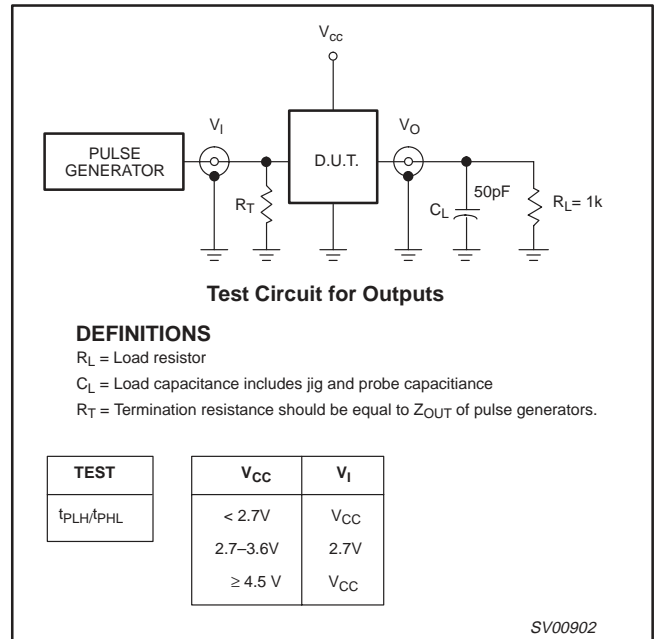 Vcc
VI
VO
PULSE
GENERATOR
D.U.T.
RT
50pF
CL
RL= 1k
Test Circuit for Outputs
DEFINITIONS
RL = Load resistor
CL = Load capacitance includes jig and probe capacitiance
RT = Termination resistance should be equal to ZOUT of pulse generators.
TEST
tPLH/tPHL
VCC VI
< 2.7V VCC
2.7–3.6V 2.7V
≥ 4.5 V VCC
SV00902